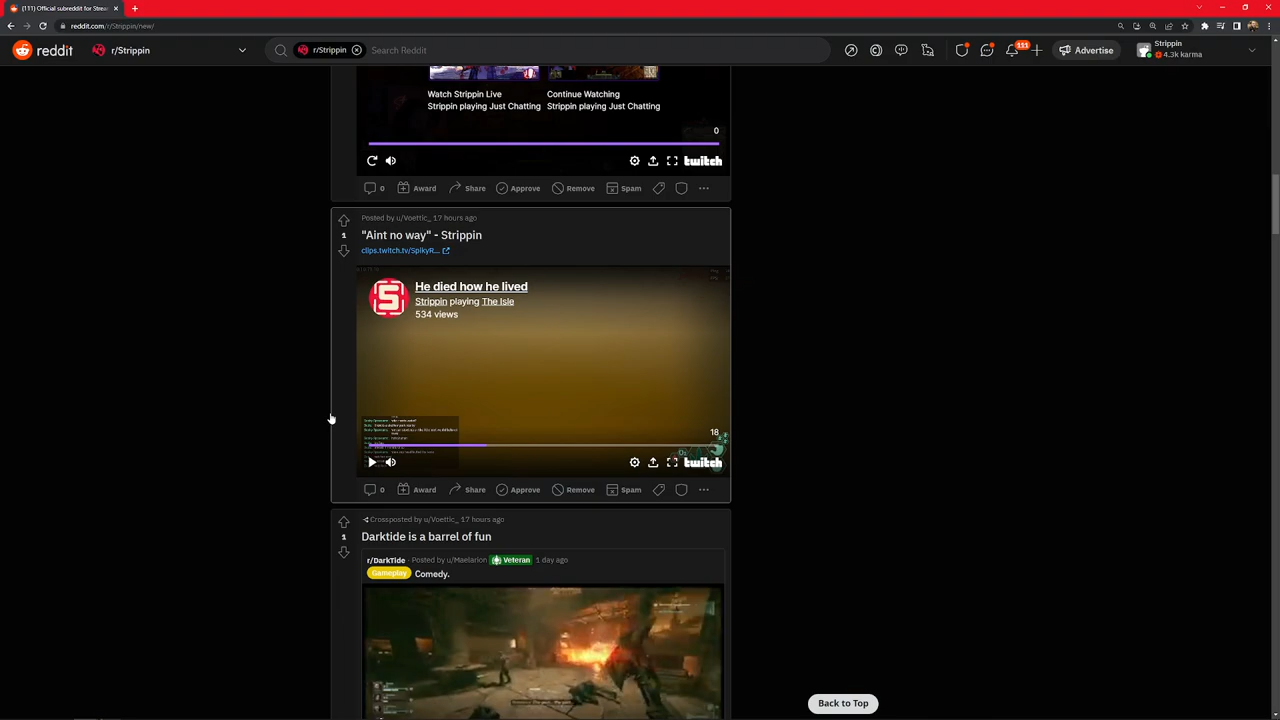 (111) Official subreddit for Strea
reddit.com/r/Strippin/new/
reddit
r/Strippin
r/Strippin
Search Reddit
111
Advertise
Strippin
4.3k karma
Watch Strippin Live
Strippin playing Just Chatting
Continue Watching
Strippin playing Just Chatting
0
twitch
0
Award
Share
Approve
Remove
Spam
Posted by u/Voettic_ 17 hours ago
"Aint no way" - Strippin
1
clips.twitch.tv/SpikyR...
He died how he lived
Strippin playing The Isle
534 views
18
twitch
0
Award
Share
Approve
Remove
Spam
Crossposted by u/Voettic_ 17 hours ago
1
Darktide is a barrel of fun
r/DarkTide · Posted by u/Maelarion Veteran 1 day ago
Gameplay Comedy.
Back to Top